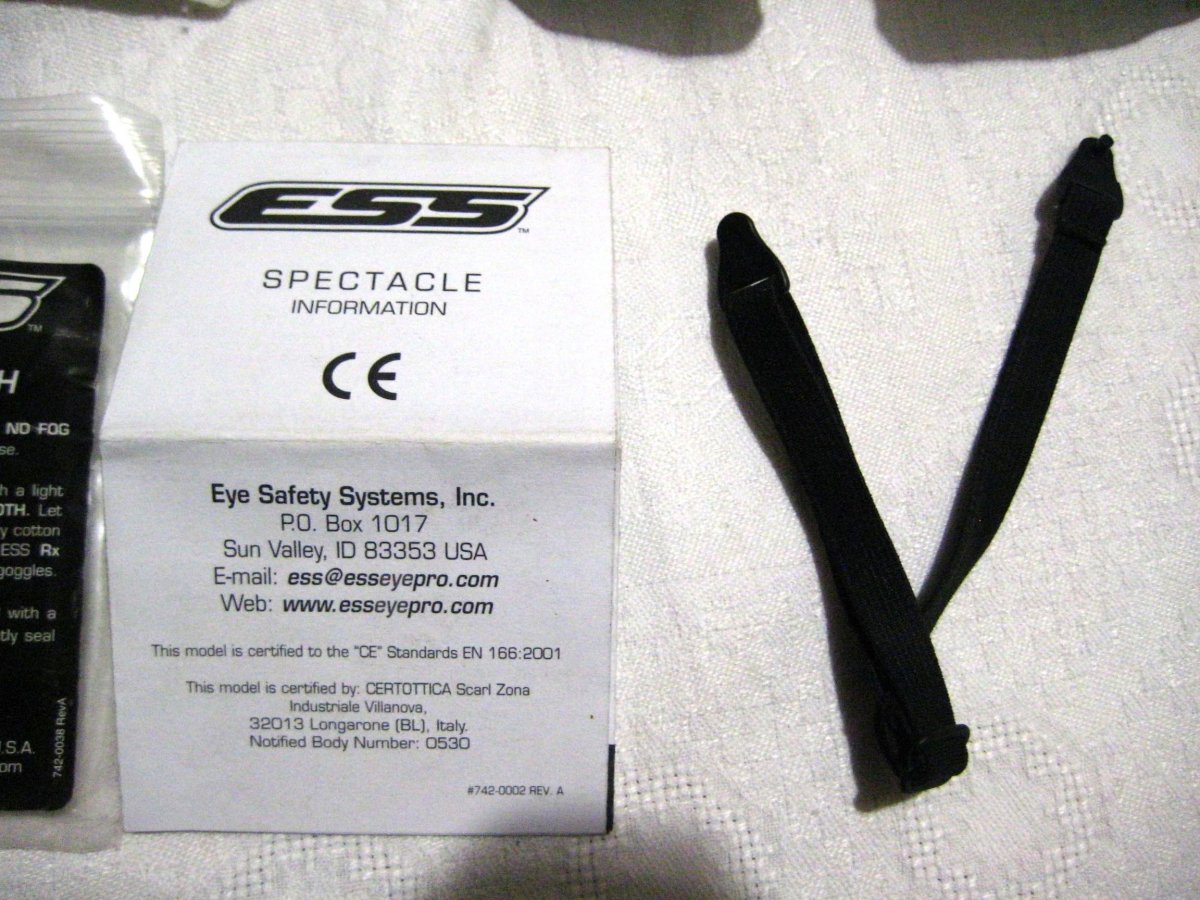 S
TM
H
ND FOG
se.
h a light
OTH. Let
y cotton
ESS Rx
goggles.
with a
tly seal
.S.A.
om
742-0038 RevA
ESS
TM
SPECTACLE
INFORMATION
CE
Eye Safety Systems, Inc.
P.O. Box 1017
Sun Valley, ID 83353 USA
E-mail: ess@esseyepro.com
Web: www.esseyepro.com
This model is certified to the "CE" Standards EN 166:2001
This model is certified by: CERTOTTICA Scarl Zona
Industriale Villanova,
32013 Longarone (BL), Italy.
Notified Body Number: 0530
#742-0002 REV. A